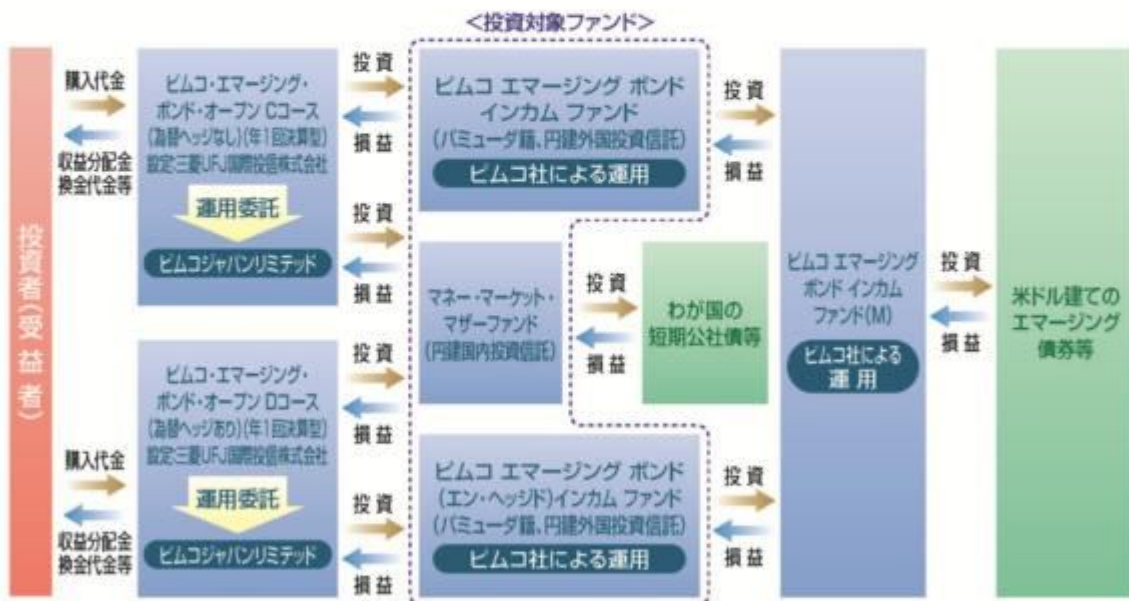 <投資対象ファンド>
投資者(受益者)
購入代金
収益分配金
換金代金等
ピムコ・エマージング・
ボンド・オープン Cコース
(為替ヘッジなし)(年1回決算型)
設定:三菱UFJ国際投信株式会社
運用委託
ピムコジャパンリミテッド
投資
損益
投資
損益
ピムコ エマージング ボンド
インカム ファンド
(バミューダ籍、円建外国投資信託)
ピムコ社による運用
投資
損益
マネー・マーケット・
マザーファンド
(円建国内投資信託)
投資
損益
わが国の
短期公社債等
ピムコ エマージング
ボンド インカム
ファンド(M)
ピムコ社による
運用
投資
損益
米ドル建ての
エマージング
債券等
購入代金
収益分配金
換金代金等
ピムコ・エマージング・
ボンド・オープン Dコース
(為替ヘッジあり)(年1回決算型)
設定:三菱UFJ国際投信株式会社
運用委託
ピムコジャパンリミテッド
投資
損益
投資
損益
ピムコ エマージング ボンド
(エン・ヘッジド)インカム ファンド
(バミューダ籍、円建外国投資信託)
ピムコ社による運用
投資
損益